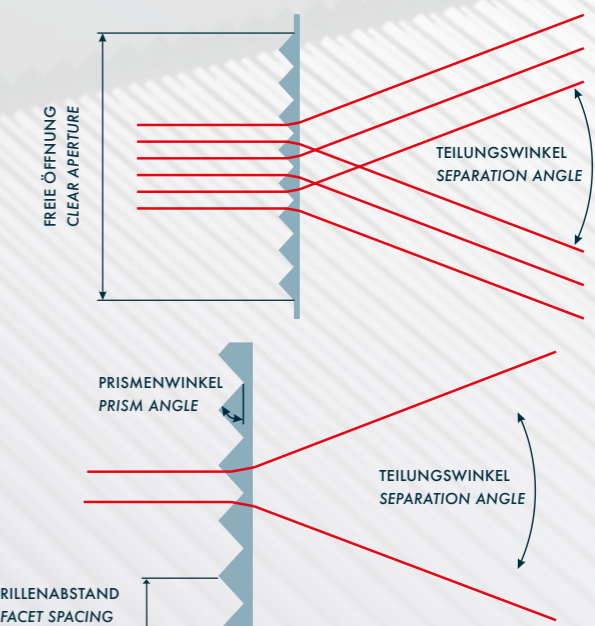 FREIE ÖFFNUNG
CLEAR APERTURE
TEILUNGSWINKEL
SEPARATION ANGLE
PRISMENWINKEL
PRISM ANGLE
TEILUNGSWINKEL
SEPARATION ANGLE
RILLENABSTAND
FACET SPACING